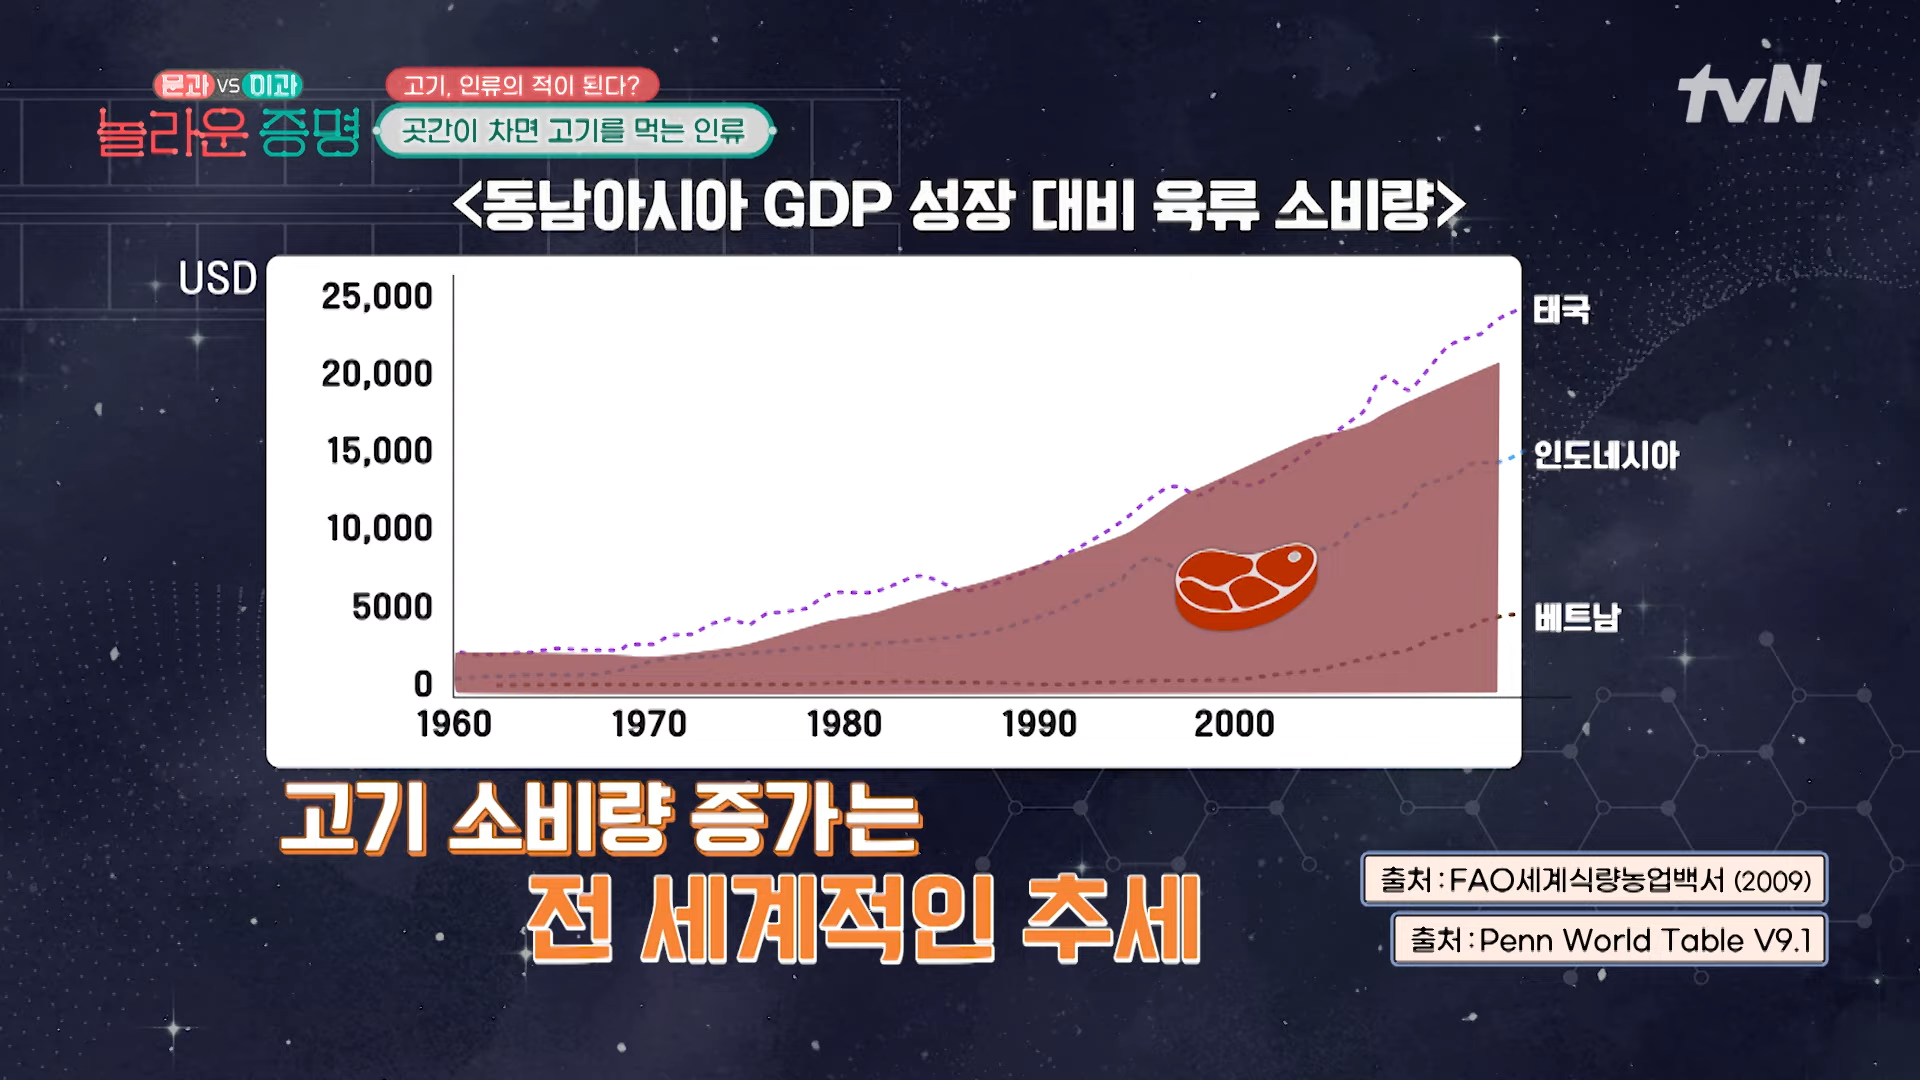 문과 VS 이과
놀라운 증명
고기, 인류의 적이 된다?
곳간이 차면 고기를 먹는 인류
tvN
<동남아시아 GDP 성장 대비 육류 소비량>
USD
25,000
20,000
15,000
10,000
5000
0
1960 1970 1980 1990 2000
태국
인도네시아
베트남
고기 소비량 증가는
전 세계적인 추세
출처 : FAO세계식량농업백서 (2009)
출처 : Penn World Table V9.1